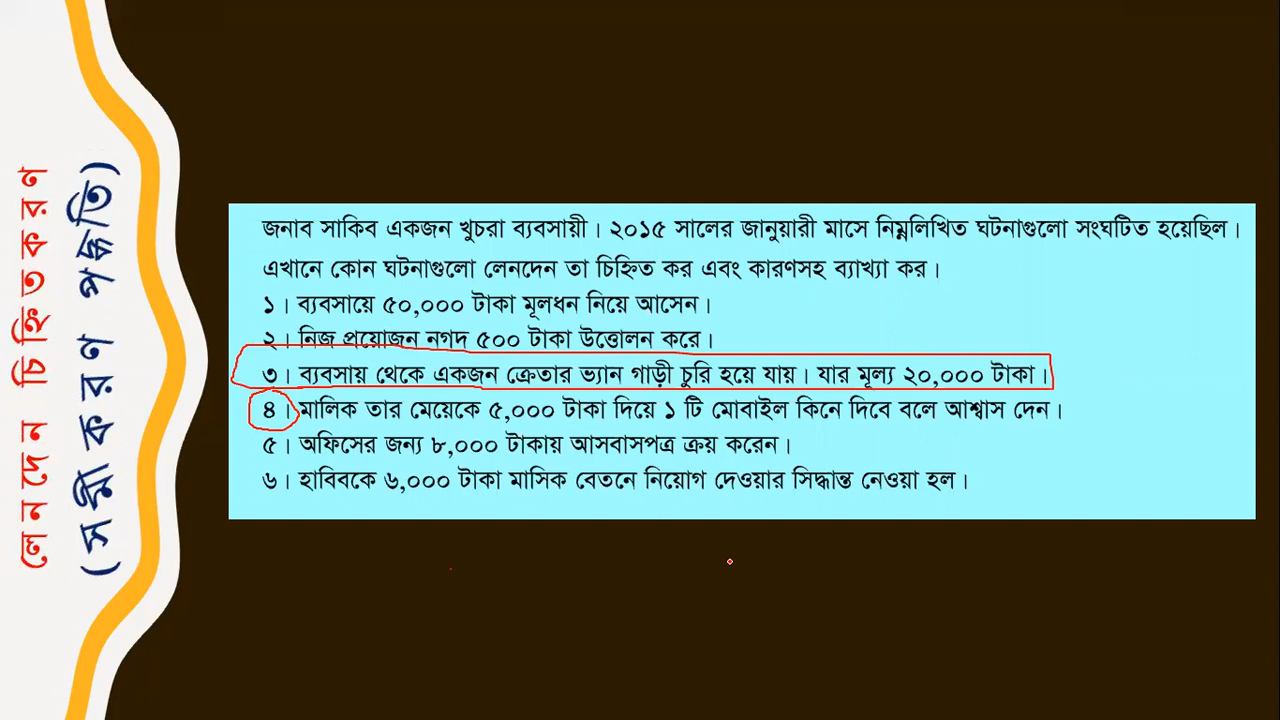 লেনদেন চিহ্নিতকরণ
(সমীকরণ পদ্ধতি)
জনাব সাকিব একজন খুচরা ব্যবসায়ী। ২০১৫ সালের জানুয়ারী মাসে নিম্নলিখিত ঘটনাগুলো সংঘটিত হয়েছিল।
এখানে কোন ঘটনাগুলো লেনদেন তা চিহ্নিত কর এবং কারণসহ ব্যাখ্যা কর।
১। ব্যবসায়ে ৫০,০০০ টাকা মূলধন নিয়ে আসেন।
২। নিজ প্রয়োজন নগদ ৫০০ টাকা উত্তোলন করে।
৩। ব্যবসায় থেকে একজন ক্রেতার ভ্যান গাড়ী চুরি হয়ে যায়। যার মূল্য ২০,০০০ টাকা।
৪। মালিক তার মেয়েকে ৫,০০০ টাকা দিয়ে ১ টি মোবাইল কিনে দিবে বলে আশ্বাস দেন।
৫। অফিসের জন্য ৮,০০০ টাকায় আসবাসপত্র ক্রয় করেন।
৬। হাবিবকে ৬,০০০ টাকা মাসিক বেতনে নিয়োগ দেওয়ার সিদ্ধান্ত নেওয়া হল।